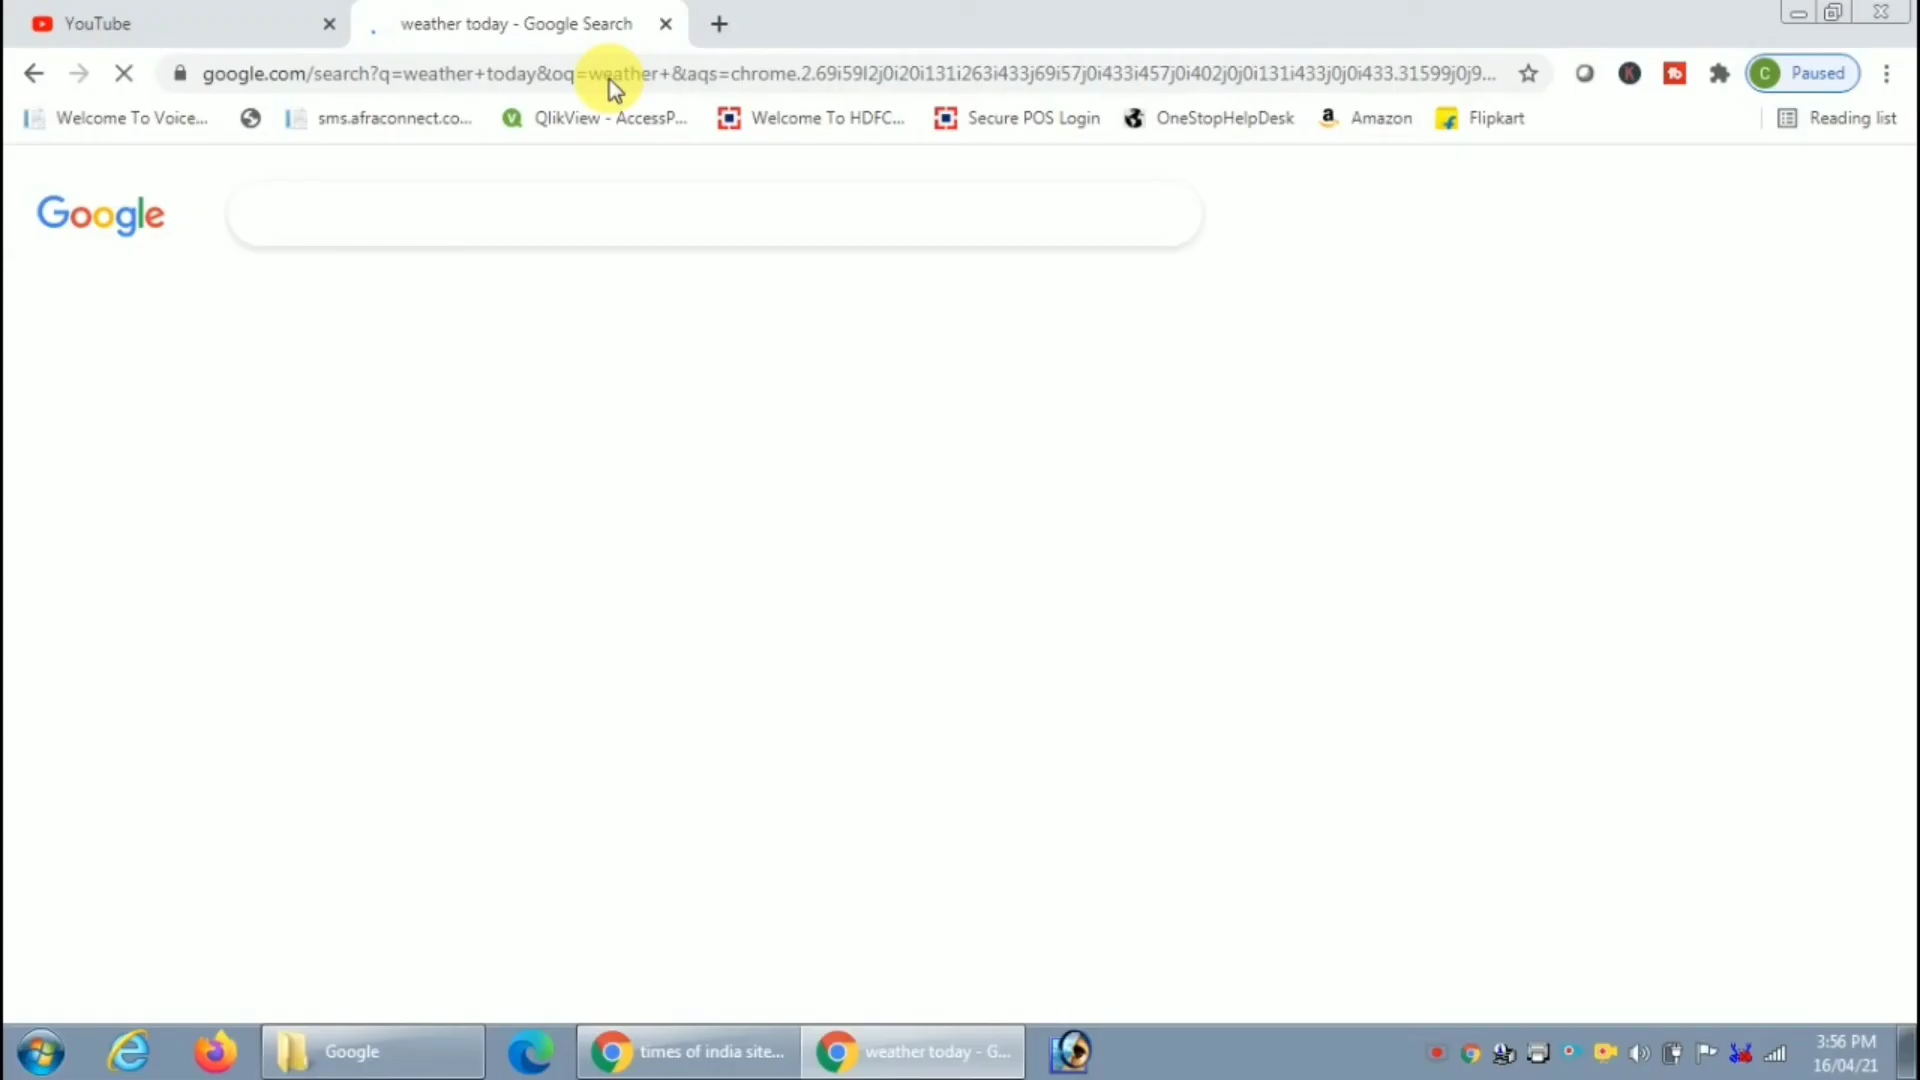 YouTube
weather today - Google Search
google.com/search?q=weather+today&oq=weather+&aqs=chrome.2.69i59l2j0i20i131i263i433j69i57j0i433i457j0i402j0j0i131i433j0j0i433.31599j0j9...
K
C
Paused
Welcome To Voice...
sms.afraconnect.co...
QlikView - AccessP...
Welcome To HDFC...
Secure POS Login
OneStopHelpDesk
Amazon
Flipkart
Reading list
Google
Google
times of india site...
weather today - G...
3:56 PM
16/04/21